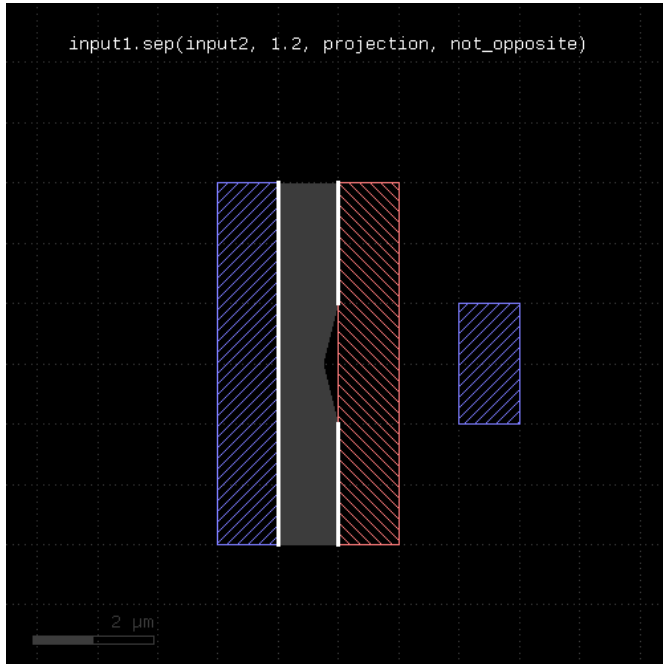 input1.sep(input2, 1.2, projection, not_opposite)
2 µm